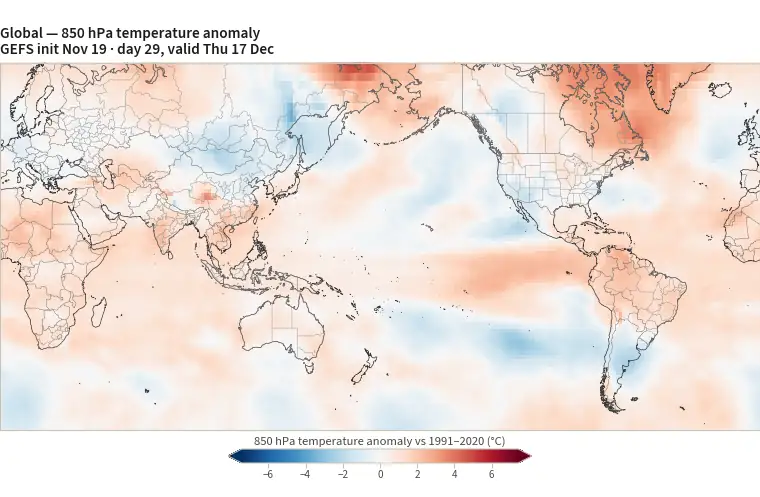 Global — 850 hPa temperature anomaly
GEFS init Nov 19 · day 29, valid Thu 17 Dec
850 hPa temperature anomaly vs 1991–2020 (°C)
−6 −4 −2 0 2 4 6